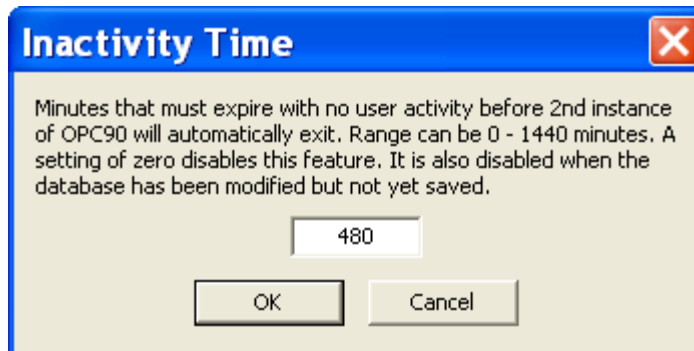 Inactivity Time
Minutes that must expire with no user activity before 2nd instance
of OPC90 will automatically exit. Range can be 0 - 1440 minutes. A
setting of zero disables this feature. It is also disabled when the
database has been modified but not yet saved.
480
OK Cancel